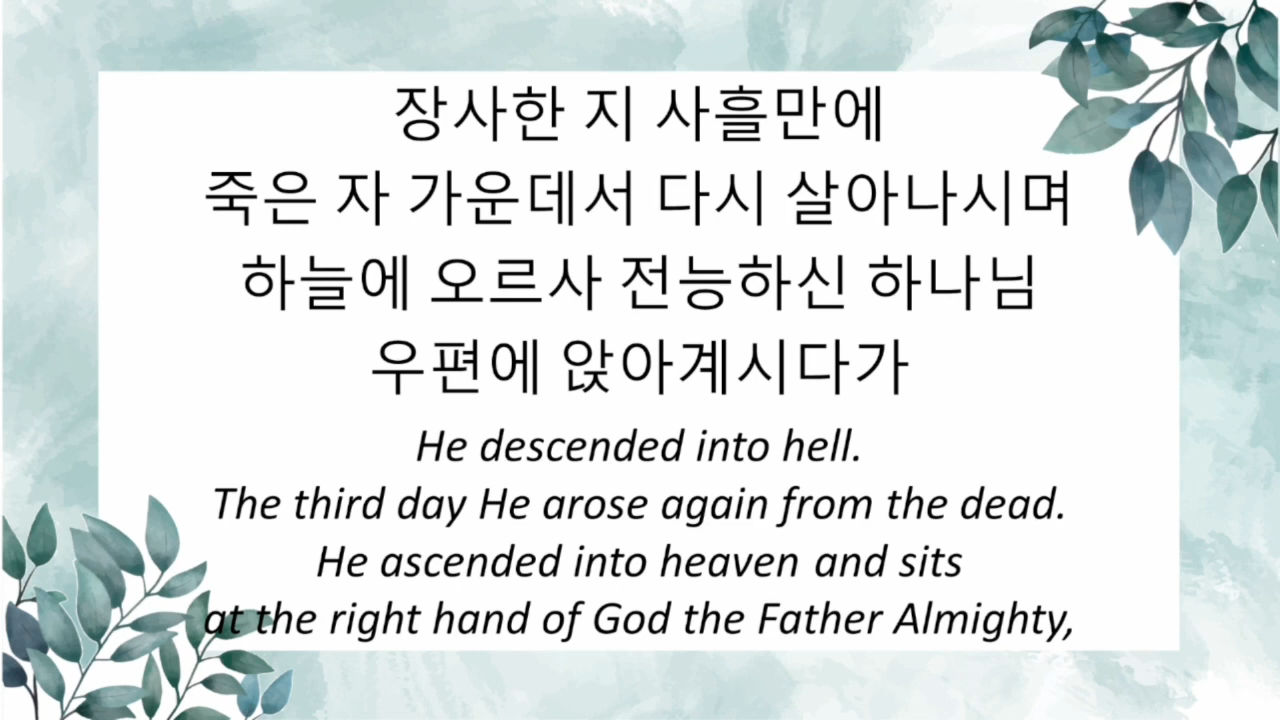 장사한 지 사흘만에
죽은 자 가운데서 다시 살아나시며
하늘에 오르사 전능하신 하나님
우편에 앉아계시다가
He descended into hell.
The third day He arose again from the dead.
He ascended into heaven and sits
at the right hand of God the Father Almighty,